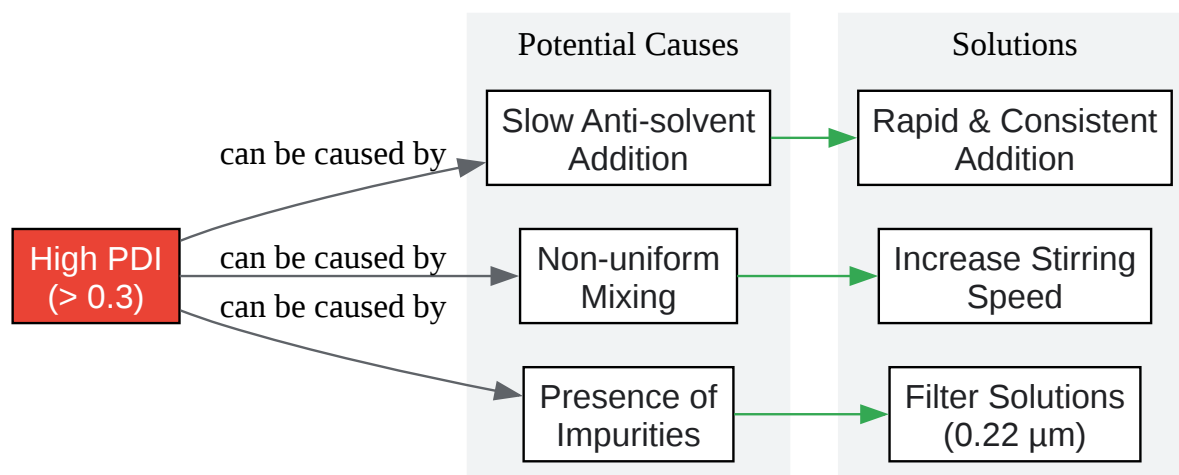 Potential Causes
Solutions
Slow Anti-solvent
Addition
Rapid & Consistent
Addition
can be caused by
High PDI
(> 0.3)
can be caused by
Non-uniform
Mixing
Increase Stirring
Speed
can be caused by
Presence of
Impurities
Filter Solutions
(0.22 µm)